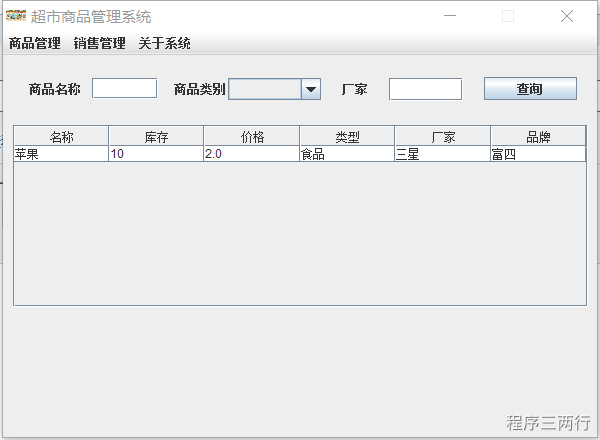 超市商品管理系统
商品管理 销售管理 关于系统
商品名称 商品类别 厂家 查询
名称 库存 价格 类型 厂家 品牌
苹果 10 2.0 食品 三星 富四
程序三两行